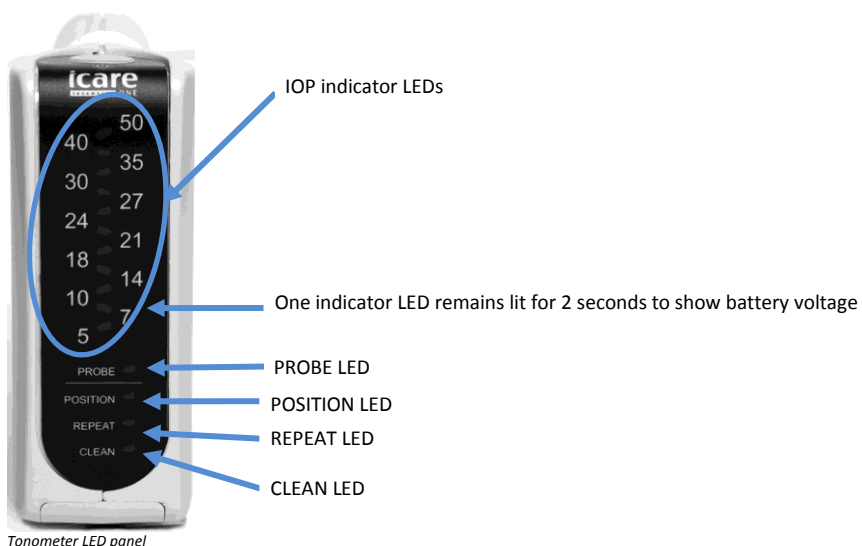 icare
ONE
IOP indicator LEDs
50
40
35
30
27
24
21
18
14
10
One indicator LED remains lit for 2 seconds to show battery voltage
7
5
PROBE
PROBE LED
POSITION
POSITION LED
REPEAT
REPEAT LED
CLEAN
CLEAN LED
Tonometer LED panel